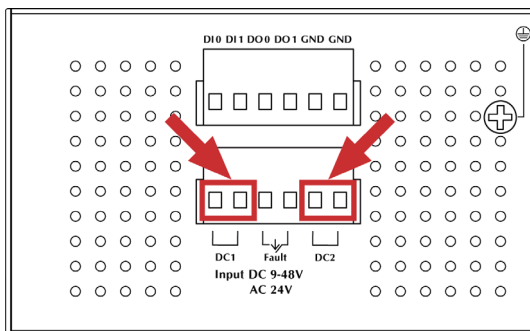 DI0 DI1 DO0 DO1 GND GND
DC1 Fault DC2
Input DC 9-48V
AC 24V